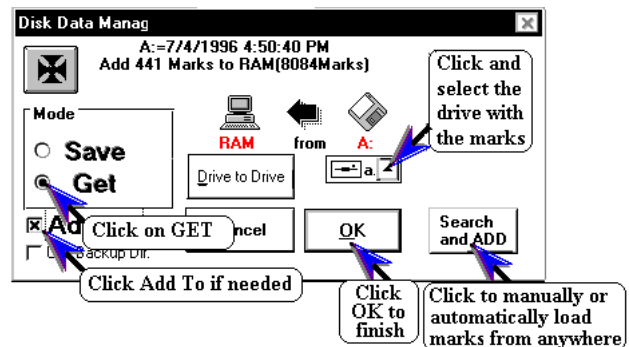 Disk Data Manag
A:=7/4/1996 4:50:40 PM
Add 441 Marks to RAM(8084Marks)
Click and
select the
drive with
the marks
Mode
Save
Get
RAM from A:
Drive to Drive
a.
Ad
Click on GET
ncel
OK
Search
and ADD
Backup Dir.
Click Add To if needed
Click
OK to
finish
Click to manually or
automatically load
marks from anywhere